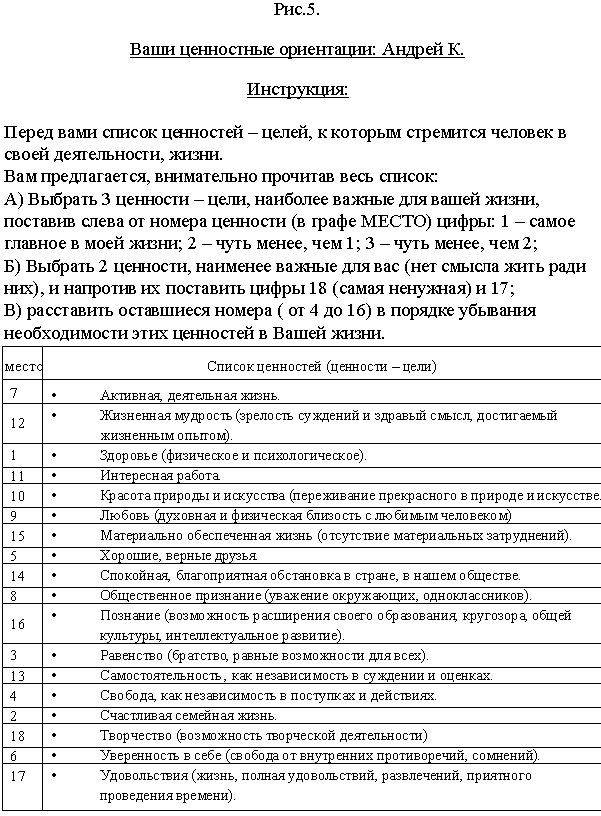 Рис.5.
Ваши ценностные ориентации: Андрей К.
Инструкция:
Перед вами список ценностей – целей, к которым стремится человек в
своей деятельности, жизни.
Вам предлагается, внимательно прочитав весь список:
А) Выбрать 3 ценности – цели, наиболее важные для вашей жизни,
поставив слева от номера ценности (в графе МЕСТО) цифры: 1 – самое
главное в моей жизни; 2 – чуть менее, чем 1; 3 – чуть менее, чем 2;
Б) Выбрать 2 ценности, наименее важные для вас (нет смысла жить ради
них), и напротив их поставить цифры 18 (самая ненужная) и 17;
В) расставить оставшиеся номера ( от 4 до 16) в порядке убывания
необходимости этих ценностей в Вашей жизни.
место Список ценностей (ценности – цели)
7 • Активная, деятельная жизнь.
12 • Жизненная мудрость (зрелость суждений и здравый смысл, достигаемый
жизненным опытом).
1 • Здоровье (физическое и психологическое).
11 • Интересная работа.
10 • Красота природы и искусства (переживание прекрасного в природе и искусстве.
9 • Любовь (духовная и физическая близость с любимым человеком)
15 • Материально обеспеченная жизнь (отсутствие материальных затруднений).
5 • Хорошие, верные друзья.
14 • Спокойная, благоприятная обстановка в стране, в нашем обществе.
8 • Общественное признание (уважение окружающих, одноклассников).
16 • Познание (возможность расширения своего образования, кругозора, общей
культуры, интеллектуальное развитие).
3 • Равенство (братство, равные возможности для всех).
13 • Самостоятельность , как независимость в суждении и оценках.
4 • Свобода, как независимость в поступках и действиях.
2 • Счастливая семейная жизнь.
18 • Творчество (возможность творческой деятельности)
6 • Уверенность в себе (свобода от внутренних противоречий, сомнений).
17 • Удовольствия (жизнь, полная удовольствий, развлечений, приятного
проведения времени).